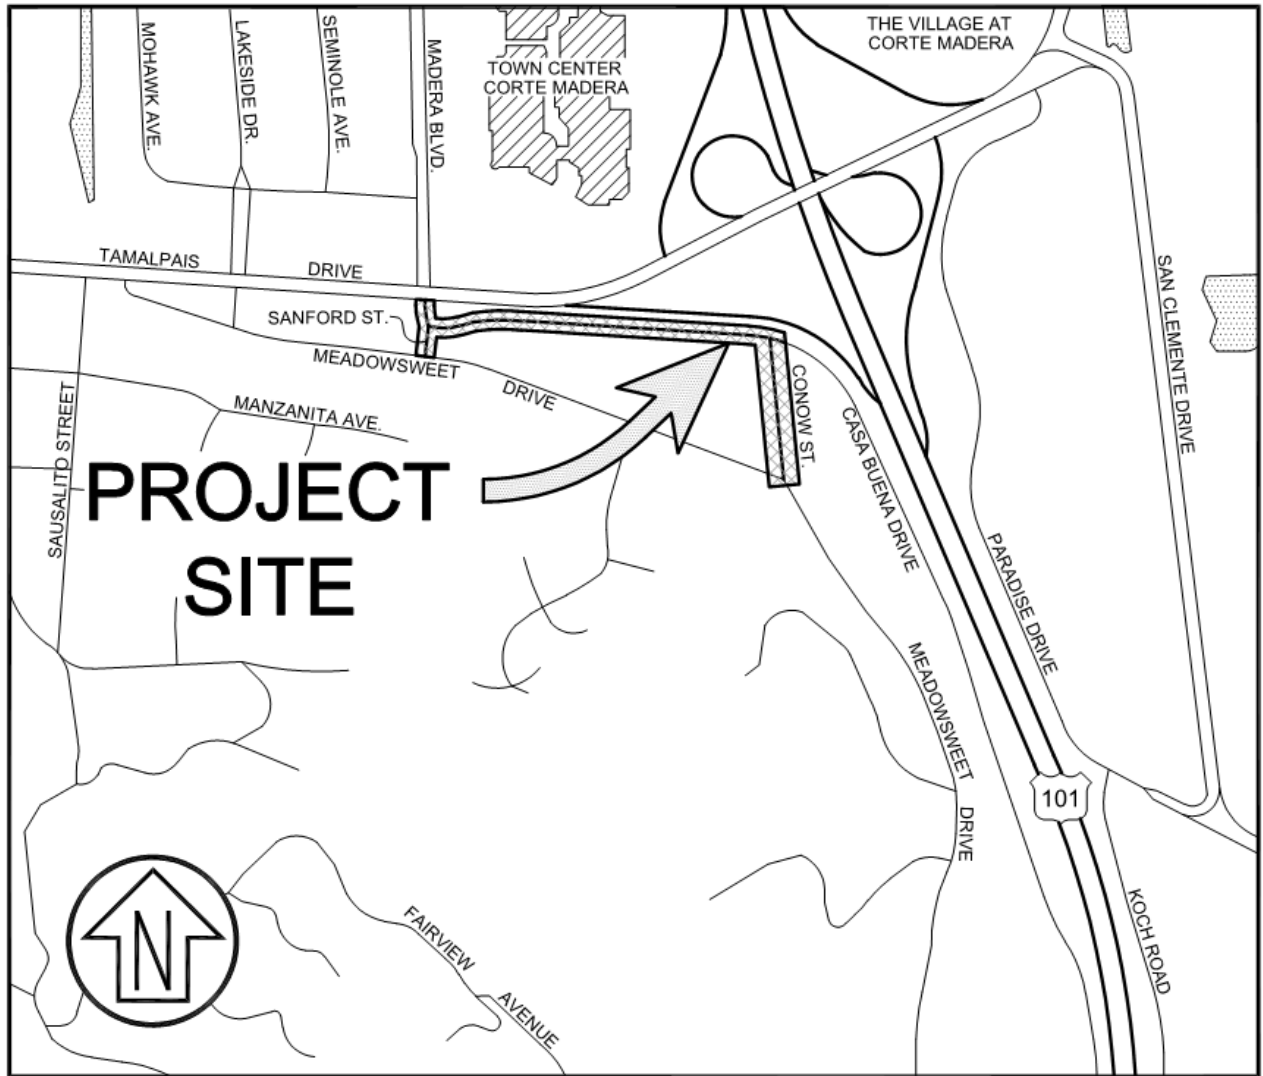 THE VILLAGE AT
CORTE MADERA
MOHAWK AVE.
LAKESIDE DR.
SEMINOLE AVE.
MADERA BLVD.
TOWN CENTER
CORTE MADERA
TAMALPAIS
DRIVE
SANFORD ST.
MEADOWSWEET
DRIVE
SAN CLEMENTE DRIVE
SAUSALITO STREET
MANZANITA AVE.
CONOW ST.
CASA BUENA DRIVE
PROJECT
SITE
PARADISE DRIVE
MEADOWSWEET
DRIVE
101
KOCH ROAD
N
FAIRVIEW
AVENUE